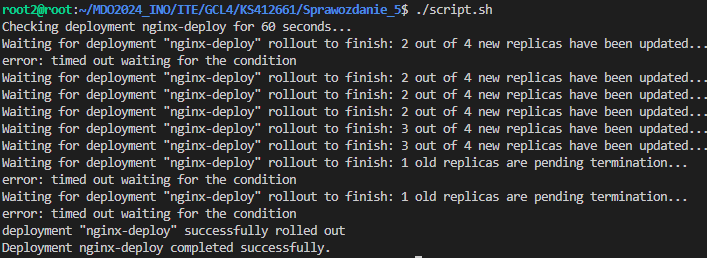 root2@root:~/MDO2024_INO/ITE/GCL4/KS412661/Sprawozdanie_5$ ./script.sh
Checking deployment nginx-deploy for 60 seconds...
Waiting for deployment "nginx-deploy" rollout to finish: 2 out of 4 new replicas have been updated...
error: timed out waiting for the condition
Waiting for deployment "nginx-deploy" rollout to finish: 2 out of 4 new replicas have been updated...
Waiting for deployment "nginx-deploy" rollout to finish: 2 out of 4 new replicas have been updated...
Waiting for deployment "nginx-deploy" rollout to finish: 2 out of 4 new replicas have been updated...
Waiting for deployment "nginx-deploy" rollout to finish: 3 out of 4 new replicas have been updated...
Waiting for deployment "nginx-deploy" rollout to finish: 3 out of 4 new replicas have been updated...
Waiting for deployment "nginx-deploy" rollout to finish: 1 old replicas are pending termination...
error: timed out waiting for the condition
Waiting for deployment "nginx-deploy" rollout to finish: 1 old replicas are pending termination...
error: timed out waiting for the condition
deployment "nginx-deploy" successfully rolled out
Deployment nginx-deploy completed successfully.